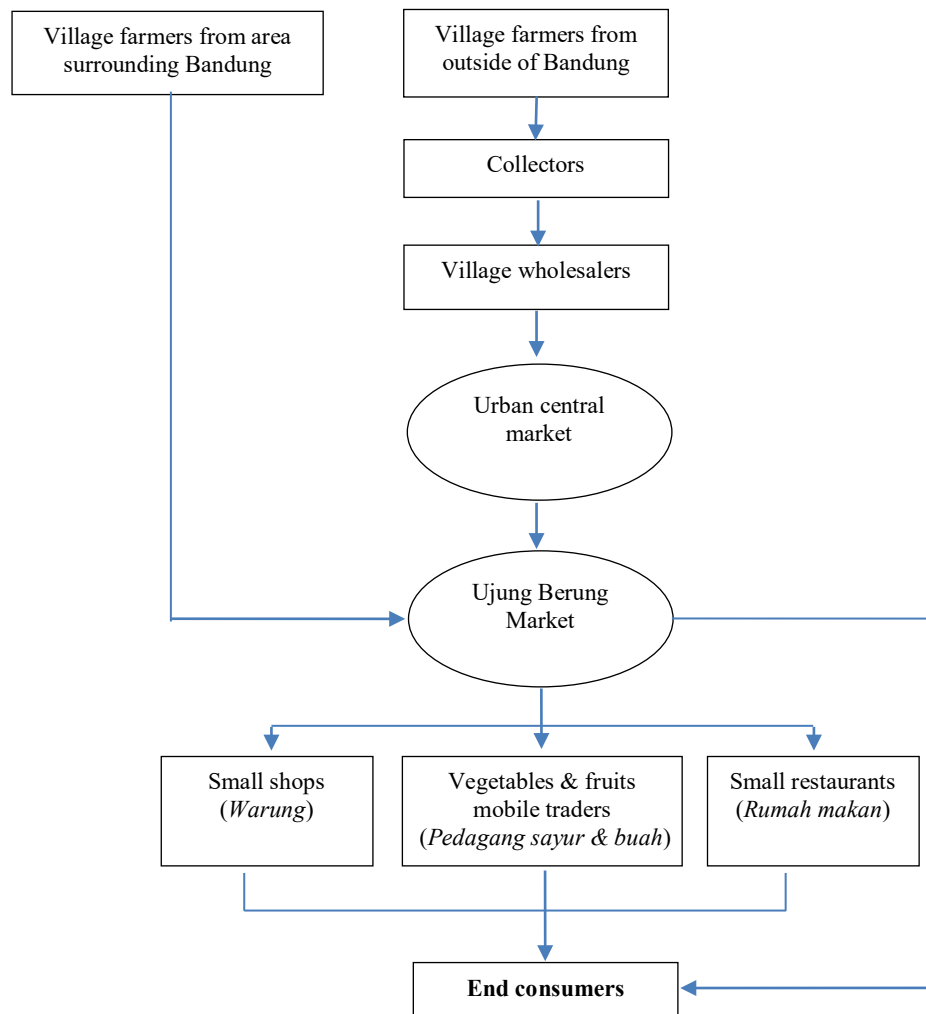 Village farmers from area
surrounding Bandung
Village farmers from
outside of Bandung
Collectors
Village wholesalers
Urban central
market
Ujung Berung
Market
Small shops
(Warung)
Vegetables & fruits
mobile traders
(Pedagang sayur & buah)
Small restaurants
(Rumah makan)
End consumers